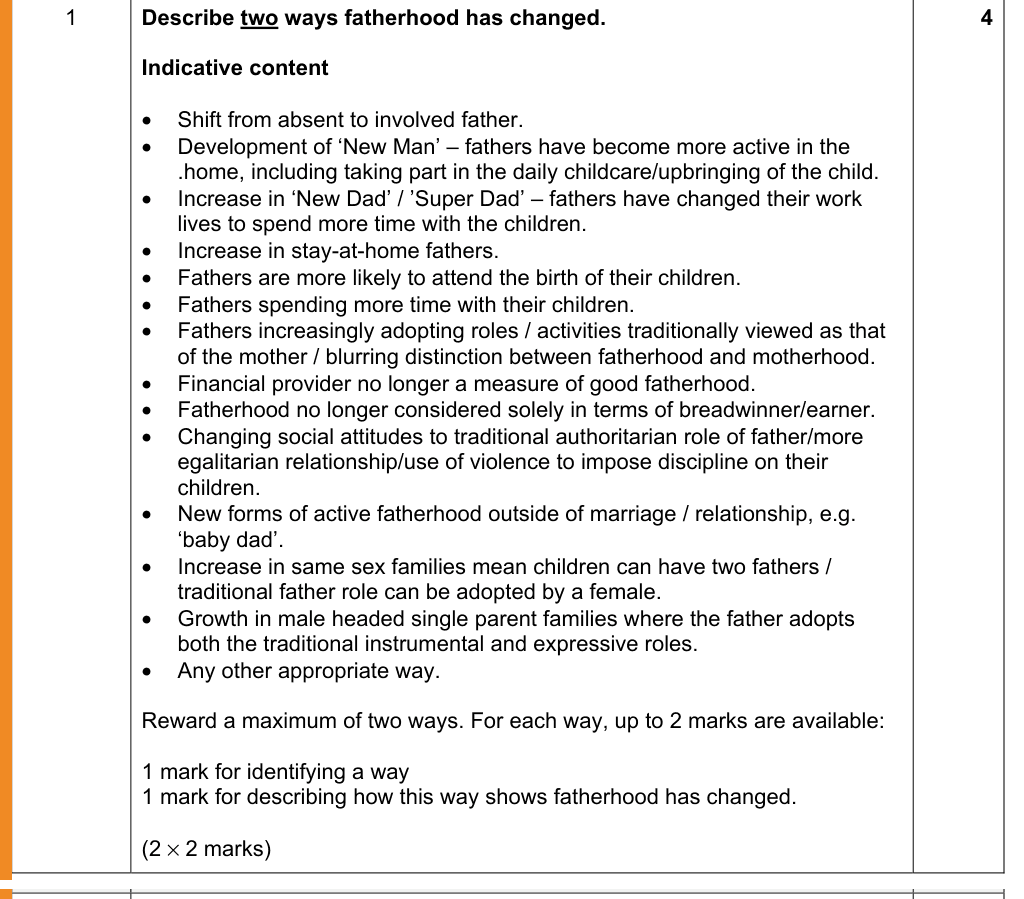 1
Describe two ways fatherhood has changed.
4
Indicative content
• Shift from absent to involved father.
• Development of ‘New Man’ – fathers have become more active in the
.home, including taking part in the daily childcare/upbringing of the child.
• Increase in ‘New Dad’ / ’Super Dad’ – fathers have changed their work
lives to spend more time with the children.
• Increase in stay-at-home fathers.
• Fathers are more likely to attend the birth of their children.
• Fathers spending more time with their children.
• Fathers increasingly adopting roles / activities traditionally viewed as that
of the mother / blurring distinction between fatherhood and motherhood.
• Financial provider no longer a measure of good fatherhood.
• Fatherhood no longer considered solely in terms of breadwinner/earner.
• Changing social attitudes to traditional authoritarian role of father/more
egalitarian relationship/use of violence to impose discipline on their
children.
• New forms of active fatherhood outside of marriage / relationship, e.g.
‘baby dad’.
• Increase in same sex families mean children can have two fathers /
traditional father role can be adopted by a female.
• Growth in male headed single parent families where the father adopts
both the traditional instrumental and expressive roles.
• Any other appropriate way.
Reward a maximum of two ways. For each way, up to 2 marks are available:
1 mark for identifying a way
1 mark for describing how this way shows fatherhood has changed.
(2 × 2 marks)